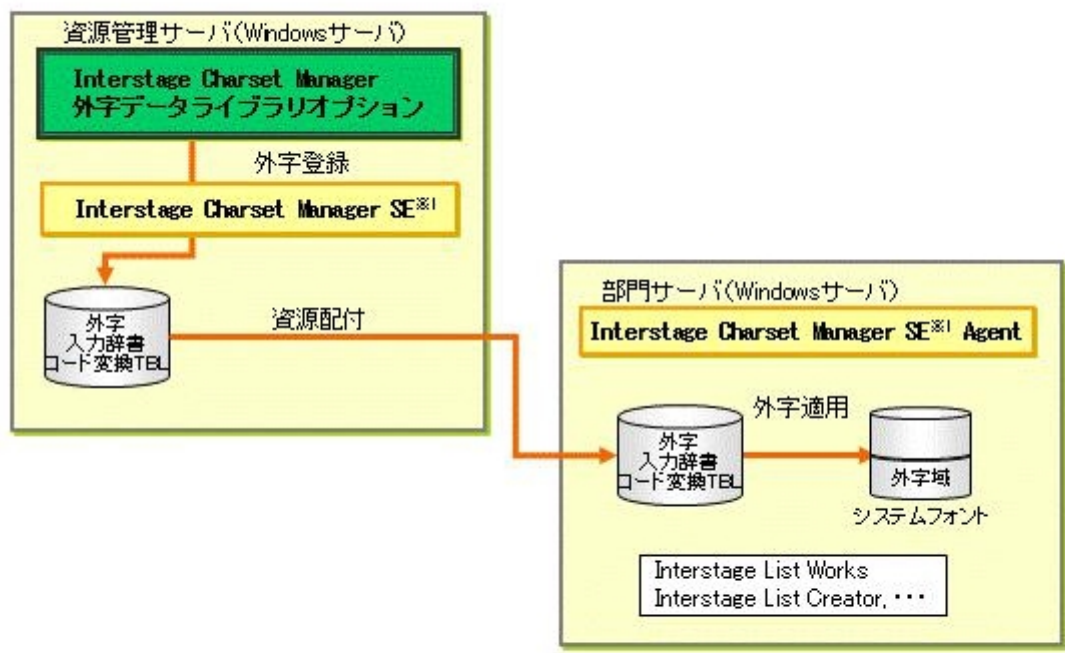 資源管理サーバ(Windowsサーバ)
Interstage Charset Manager
外字データライブラリオプション
外字登録
Interstage Charset Manager SE※1
外字
入力辞書
コード変換TBL
資源配付
部門サーバ(Windowsサーバ)
Interstage Charset Manager SE※1 Agent
外字
入力辞書
コード変換TBL
外字適用
外字域
システムフォント
Interstage List Works
Interstage List Creator, ・・・